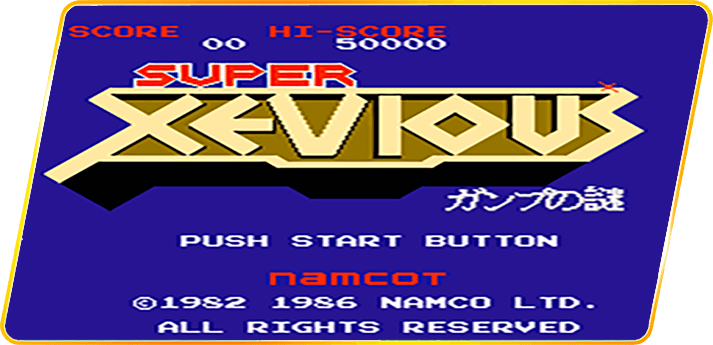 SCORE HI-SCORE
00 50000
SUPER
XEVIOUS
ガンプの謎
PUSH START BUTTON
namcot
©1982 1986 NAMCO LTD.
ALL RIGHTS RESERVED